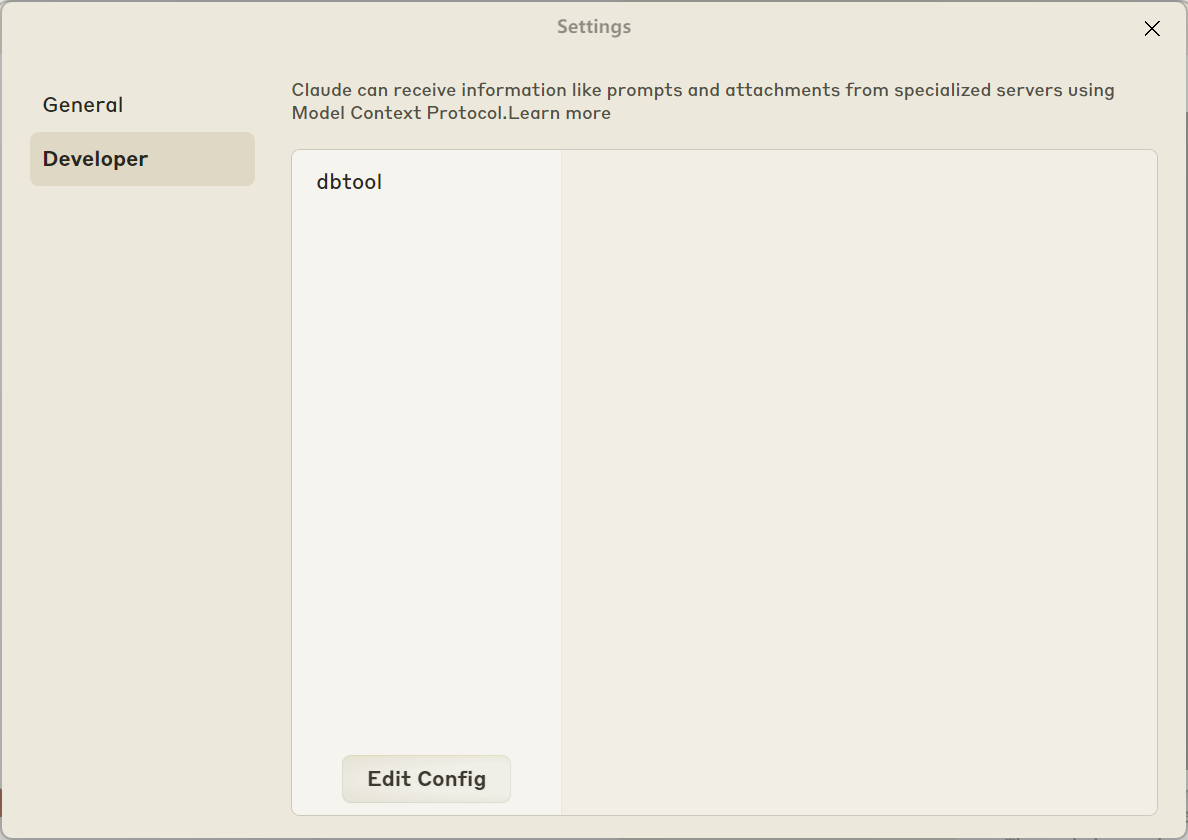 Settings
General
Developer
Claude can receive information like prompts and attachments from specialized servers using
Model Context Protocol.Learn more
dbtool
Edit Config